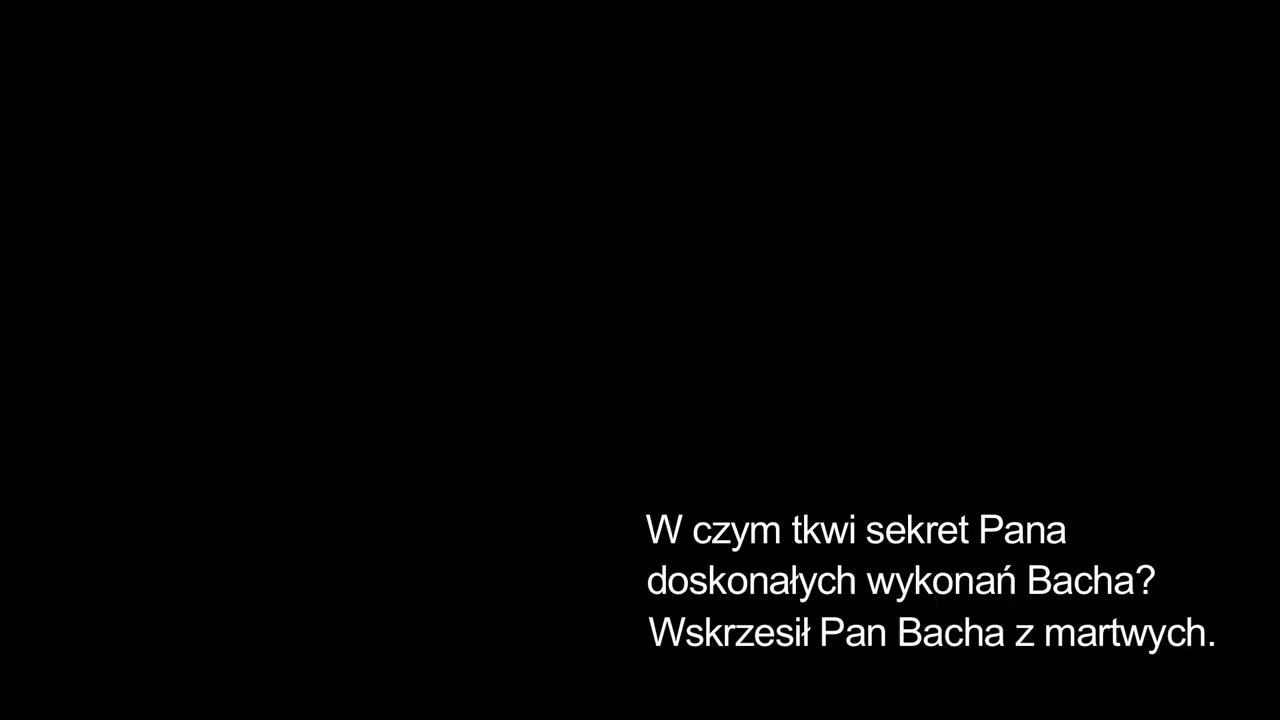 W czym tkwi sekret Pana
doskonałych wykonań Bacha?
Wskrzesił Pan Bacha z martwych.